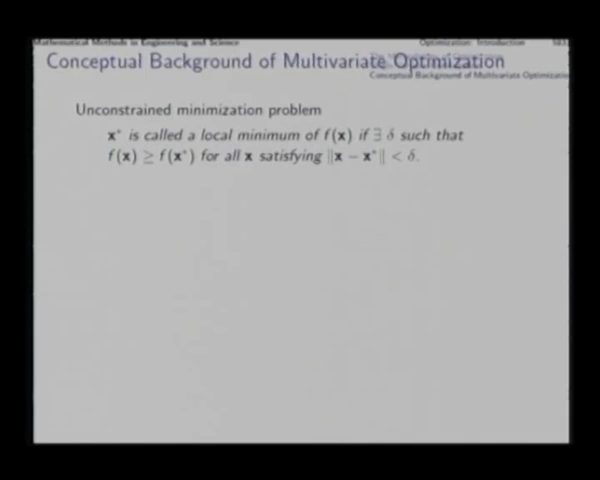 Mathematical Methods in Engineering and Science
Optimization: Introduction
Conceptual Background of Multivariate Optimization
Conceptual Background of Multivariate Optimizatio
Unconstrained minimization problem
x* is called a local minimum of f(x) if ∃ δ such that
f(x) ≥ f(x*) for all x satisfying ||x − x*|| < δ.